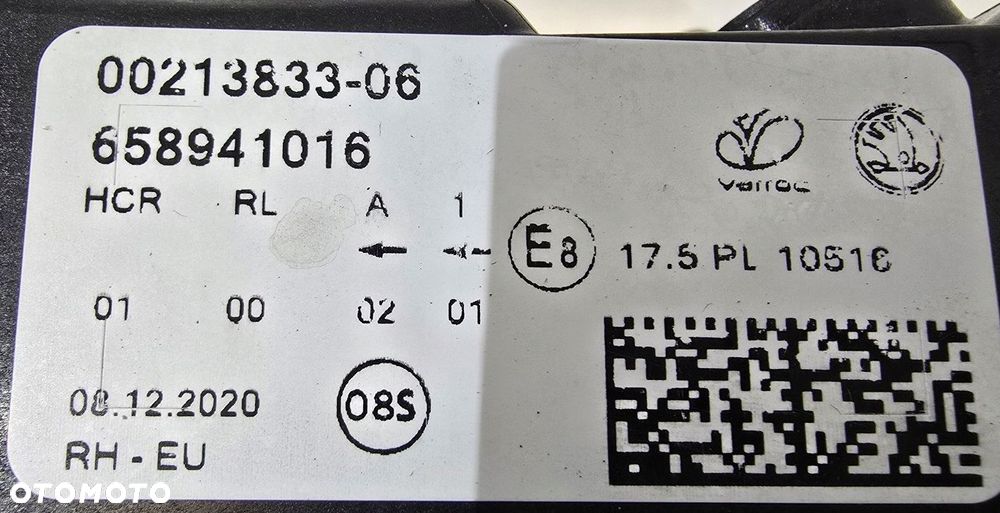 00213833-06
658941016
HCR RL A 1
E8 17.5 PL 10516
01 00 02 01
08.12.2020 08S
RH - EU
varroc
OTOMOTO